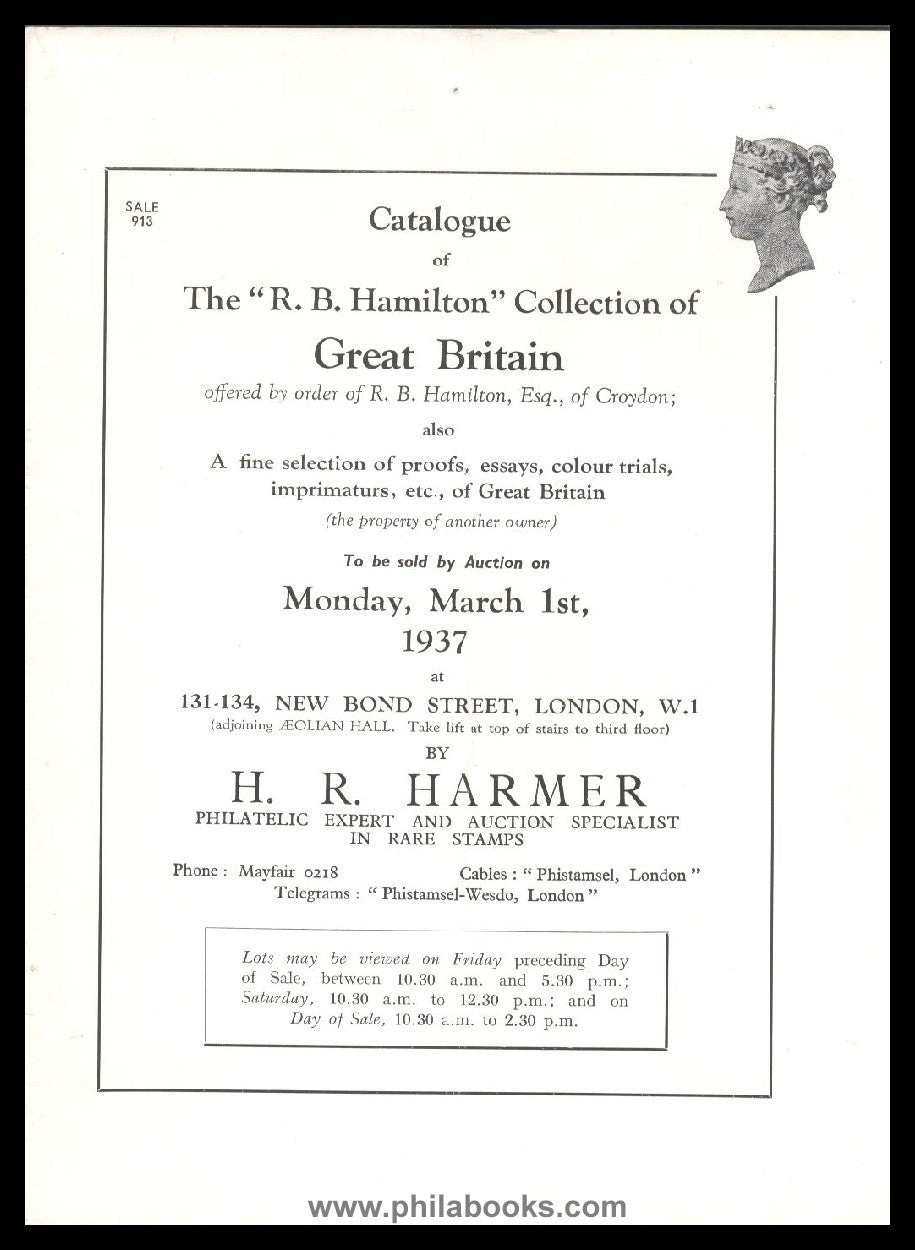 SALE
913
Catalogue
of
The “R. B. Hamilton” Collection of
Great Britain
offered by order of R. B. Hamilton, Esq., of Croydon;
also
A fine selection of proofs, essays, colour trials,
imprimaturs, etc., of Great Britain
(the property of another owner)
To be sold by Auction on
Monday, March 1st,
1937
at
131-134, NEW BOND STREET, LONDON, W.1
(adjoining ÆOLIAN HALL. Take lift at top of stairs to third floor)
BY
H. R. HARMER
PHILATELIC EXPERT AND AUCTION SPECIALIST
IN RARE STAMPS
Phone : Mayfair 0218 Cables : “ Phistamsel, London ”
Telegrams : “ Phistamsel-Wesdo, London ”
Lots may be viewed on Friday preceding Day
of Sale, between 10.30 a.m. and 5.30 p.m.;
Saturday, 10.30 a.m. to 12.30 p.m.; and on
Day of Sale, 10.30 a.m. to 2.30 p.m.
www.philabooks.com